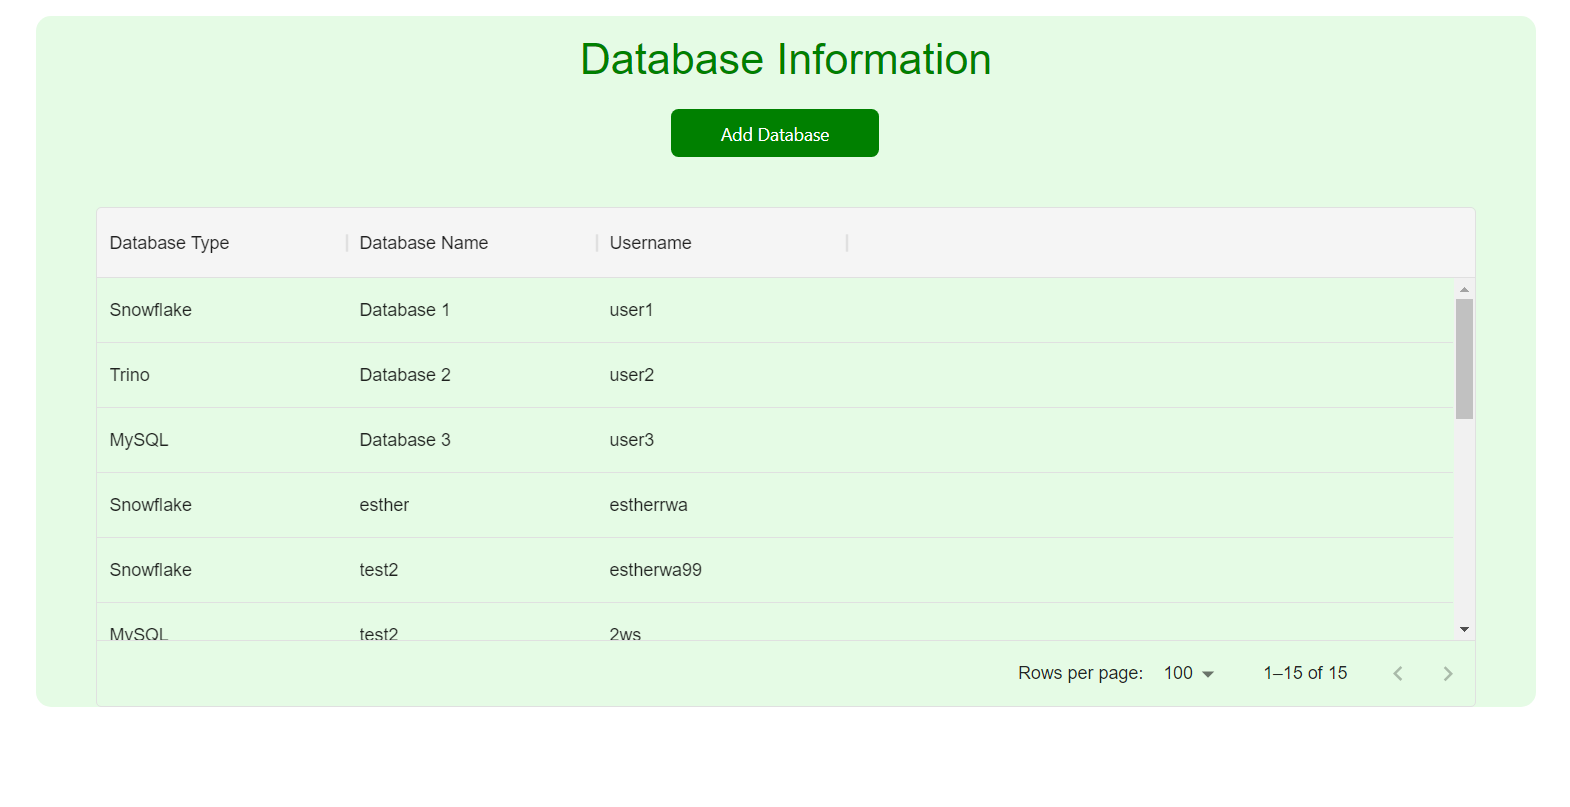 Database Information
Add Database
Database Type Database Name Username
Snowflake Database 1 user1
Trino Database 2 user2
MySQL Database 3 user3
Snowflake esther estherrwa
Snowflake test2 estherwa99
MySQL test2 2ws
Rows per page: 100 1–15 of 15